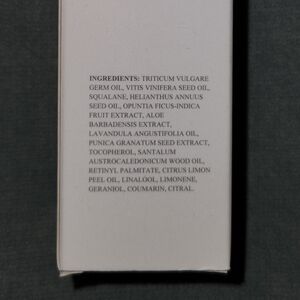 INGREDIENTS: TRITICUM VULGARE
GERM OIL, VITIS VINIFERA SEED OIL,
SQUALANE, HELIANTHUS ANNUUS
SEED OIL, OPUNTIA FICUS-INDICA
FRUIT EXTRACT, ALOE
BARBADENSIS EXTRACT,
LAVANDULA ANGUSTIFOLIA OIL,
PUNICA GRANATUM SEED EXTRACT,
TOCOPHEROL, SANTALUM
AUSTROCALEDONICUM WOOD OIL,
RETINYL PALMITATE, CITRUS LIMON
PEEL OIL, LINALOOL, LIMONENE,
GERANIOL, COUMARIN, CITRAL.